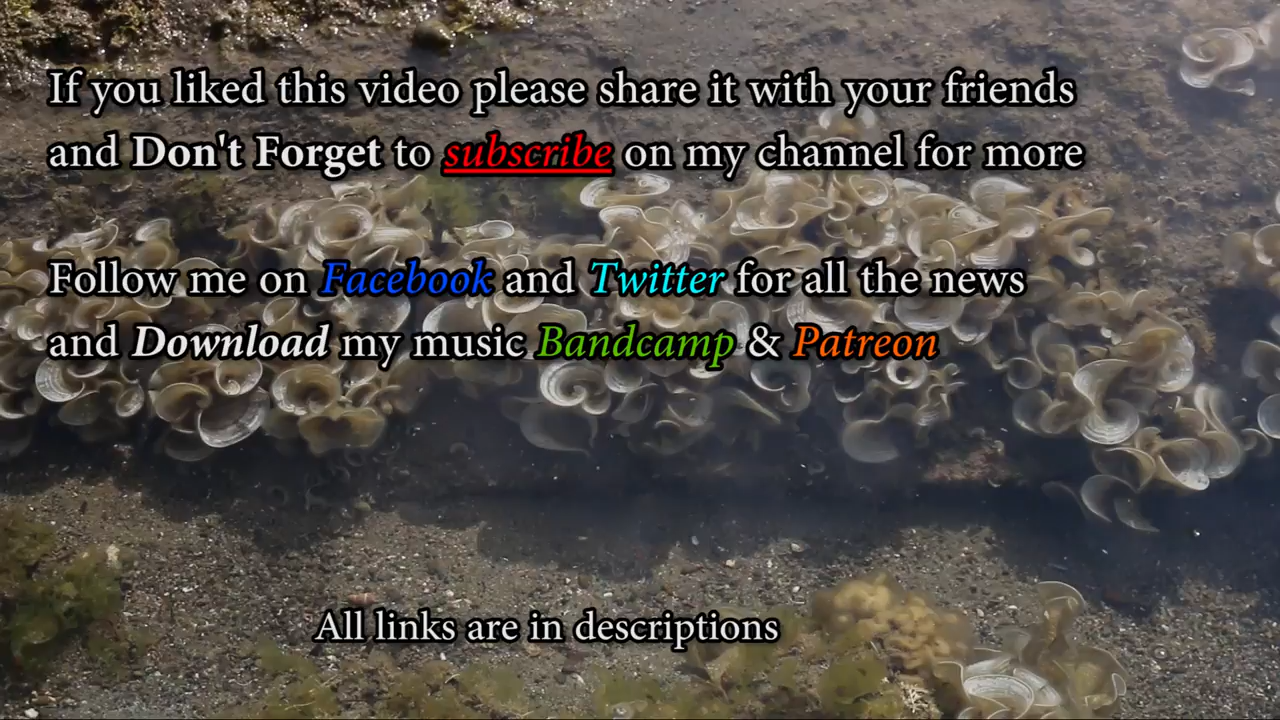 If you liked this video please share it with your friends
and Don't Forget to subscribe on my channel for more
Follow me on Facebook and Twitter for all the news
and Download my music Bandcamp & Patreon
All links are in descriptions